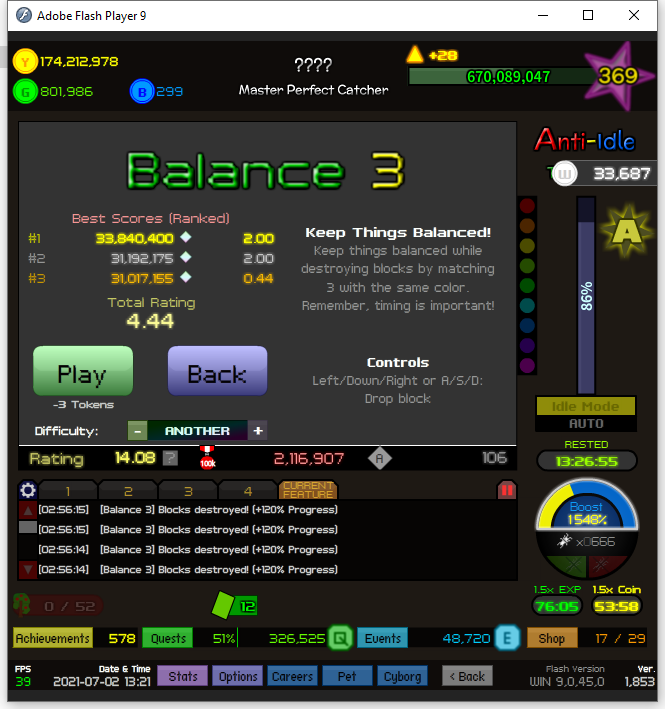 Adobe Flash Player 9
Y 174,212,978
G 801,986
B 299
????
Master Perfect Catcher
+28
670,089,047
369
Balance 3
Best Scores (Ranked)
#1 33,840,400 2.00
#2 31,192,175 2.00
#3 31,017,155 0.44
Total Rating
4.44
Keep Things Balanced!
Keep things balanced while
destroying blocks by matching
3 with the same color.
Remember, timing is important!
Play
Back
-3 Tokens
Controls
Left/Down/Right or A/S/D:
Drop block
Difficulty: - ANOTHER +
Rating 14.08 ? 100k 2,116,907 A 106
Anti-Idle
W 33,687
A
86%
Idle Mode
AUTO
RESTED
13:26:55
1 2 3 4 CURRENT
FEATURE
[02:56:15] [Balance 3] Blocks destroyed! (+120% Progress)
[02:56:15] [Balance 3] Blocks destroyed! (+120% Progress)
[02:56:14] [Balance 3] Blocks destroyed! (+120% Progress)
[02:56:14] [Balance 3] Blocks destroyed! (+120% Progress)
Boost
1548%
x0666
0 / 52
12
1.5x EXP 1.5x Coin
76:05 53:58
Achievements 578 Quests 51% 326,525 Q Events 48,720 E Shop 17 / 29
FPS
39
Date & Time
2021-07-02 13:21
Stats Options Careers Pet Cyborg < Back
Flash Version
WIN 9,0,45,0
Ver.
1,853